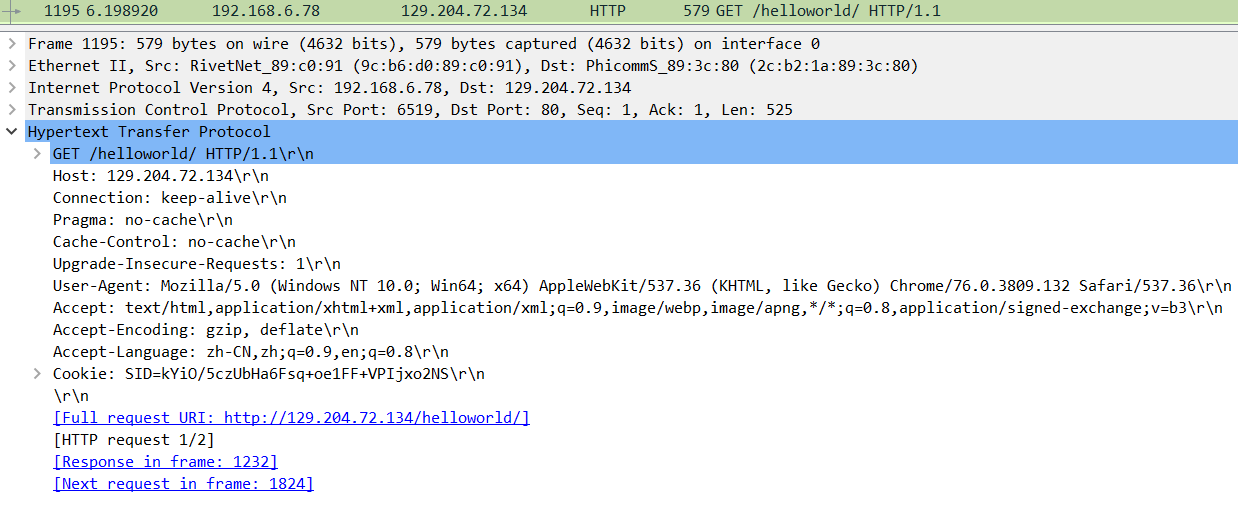 1195 6.198920 192.168.6.78 129.204.72.134 HTTP 579 GET /helloworld/ HTTP/1.1
Frame 1195: 579 bytes on wire (4632 bits), 579 bytes captured (4632 bits) on interface 0
Ethernet II, Src: RivetNet_89:c0:91 (9c:b6:d0:89:c0:91), Dst: PhicommS_89:3c:80 (2c:b2:1a:89:3c:80)
Internet Protocol Version 4, Src: 192.168.6.78, Dst: 129.204.72.134
Transmission Control Protocol, Src Port: 6519, Dst Port: 80, Seq: 1, Ack: 1, Len: 525
Hypertext Transfer Protocol
GET /helloworld/ HTTP/1.1\r\n
Host: 129.204.72.134\r\n
Connection: keep-alive\r\n
Pragma: no-cache\r\n
Cache-Control: no-cache\r\n
Upgrade-Insecure-Requests: 1\r\n
User-Agent: Mozilla/5.0 (Windows NT 10.0; Win64; x64) AppleWebKit/537.36 (KHTML, like Gecko) Chrome/76.0.3809.132 Safari/537.36\r\n
Accept: text/html,application/xhtml+xml,application/xml;q=0.9,image/webp,image/apng,*/*;q=0.8,application/signed-exchange;v=b3\r\n
Accept-Encoding: gzip, deflate\r\n
Accept-Language: zh-CN,zh;q=0.9,en;q=0.8\r\n
Cookie: SID=kYiO/5czUbHa6Fsq+oe1FF+VPIjxo2NS\r\n
\r\n
[Full request URI: http://129.204.72.134/helloworld/]
[HTTP request 1/2]
[Response in frame: 1232]
[Next request in frame: 1824]